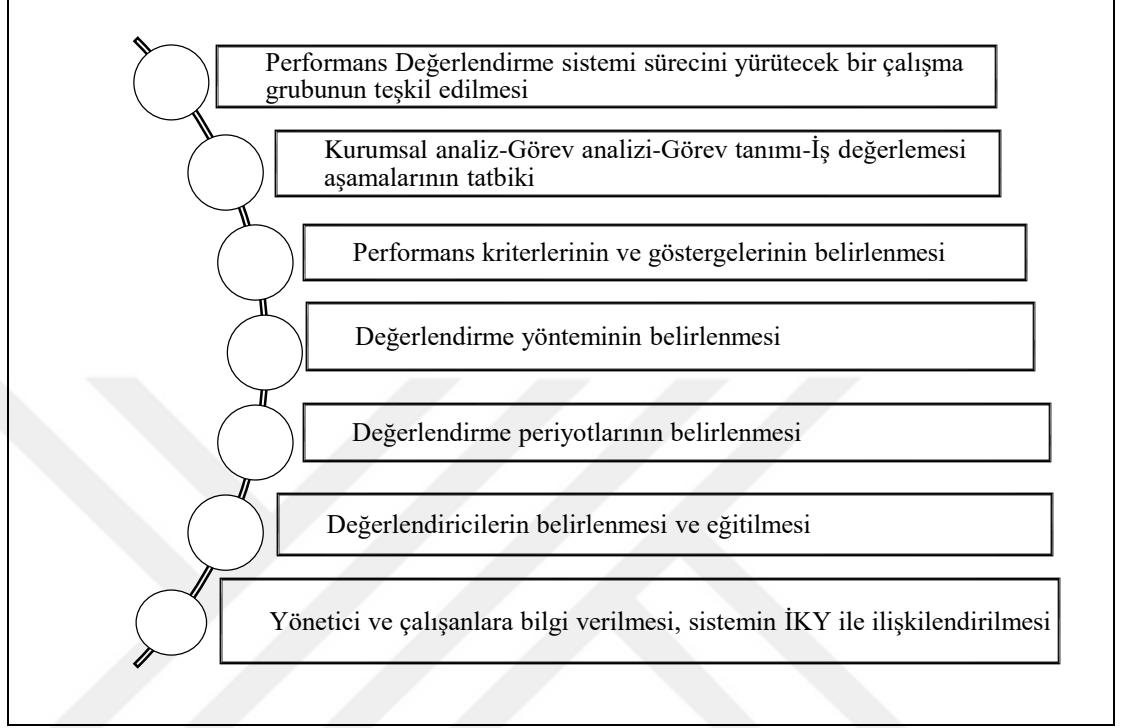 Performans Değerlendirme sistemi sürecini yürütecek bir çalışma
grubunun teşkil edilmesi
Kurumsal analiz-Görev analizi-Görev tanımı-İş değerlemesi
aşamalarının tatbiki
Performans kriterlerinin ve göstergelerinin belirlenmesi
Değerlendirme yönteminin belirlenmesi
Değerlendirme periyotlarının belirlenmesi
Değerlendiricilerin belirlenmesi ve eğitilmesi
Yönetici ve çalışanlara bilgi verilmesi, sistemin İKY ile ilişkilendirilmesi